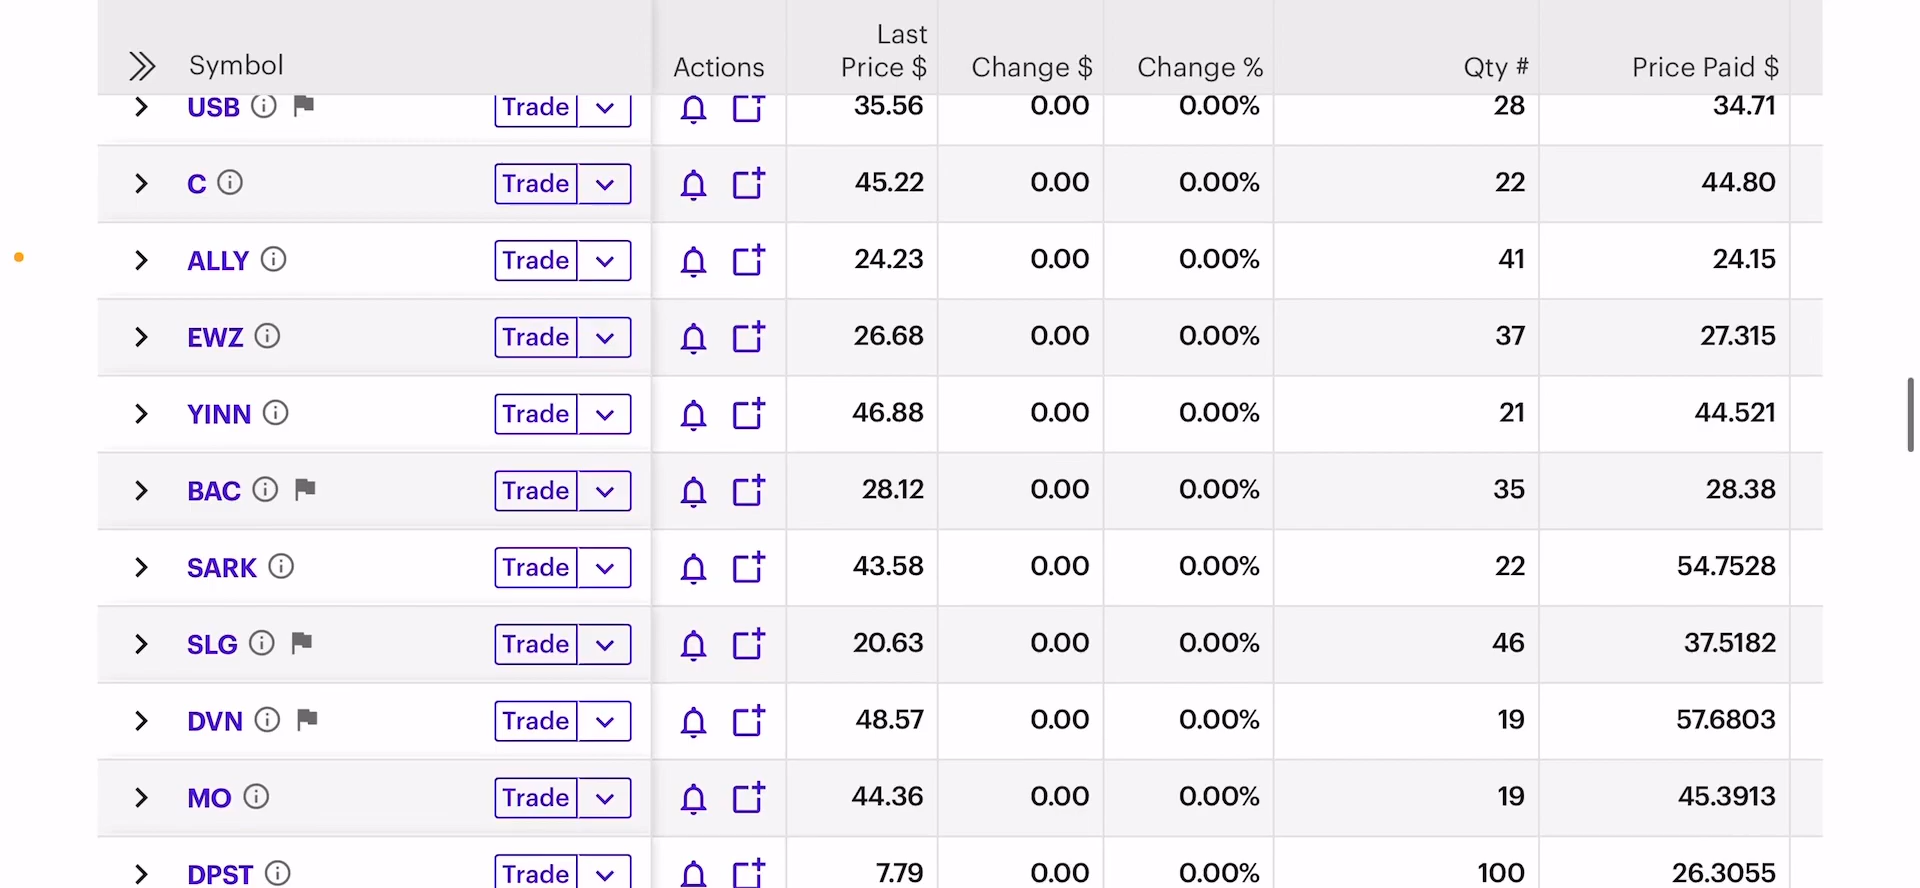 Symbol Actions Last Price $ Change $ Change % Qty # Price Paid $
USB Trade 35.56 0.00 0.00% 28 34.71
C Trade 45.22 0.00 0.00% 22 44.80
ALLY Trade 24.23 0.00 0.00% 41 24.15
EWZ Trade 26.68 0.00 0.00% 37 27.315
YINN Trade 46.88 0.00 0.00% 21 44.521
BAC Trade 28.12 0.00 0.00% 35 28.38
SARK Trade 43.58 0.00 0.00% 22 54.7528
SLG Trade 20.63 0.00 0.00% 46 37.5182
DVN Trade 48.57 0.00 0.00% 19 57.6803
MO Trade 44.36 0.00 0.00% 19 45.3913
DPST Trade 7.79 0.00 0.00% 100 26.3055